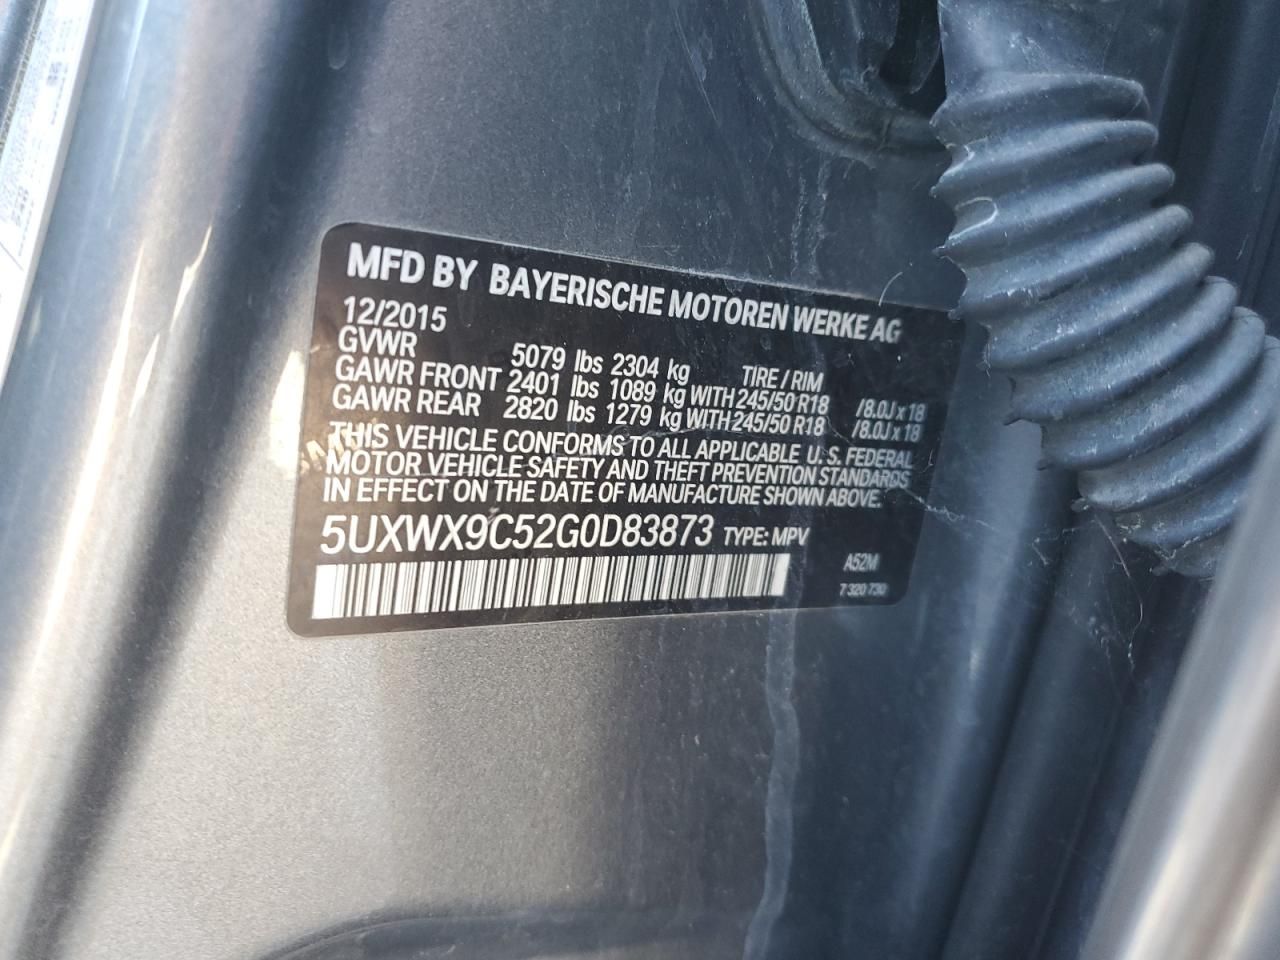 MFD BY BAYERISCHE MOTOREN WERKE AG
12/2015
GVWR 5079 lbs 2304 kg TIRE / RIM
GAWR FRONT 2401 lbs 1089 kg WITH 245/50 R18 /8.0J x 18
GAWR REAR 2820 lbs 1279 kg WITH 245/50 R18 /8.0J x 18
THIS VEHICLE CONFORMS TO ALL APPLICABLE U.S. FEDERAL
MOTOR VEHICLE SAFETY AND THEFT PREVENTION STANDARDS
IN EFFECT ON THE DATE OF MANUFACTURE SHOWN ABOVE.
5UXWX9C52G0D83873 TYPE: MPV
A52M
7 320 730